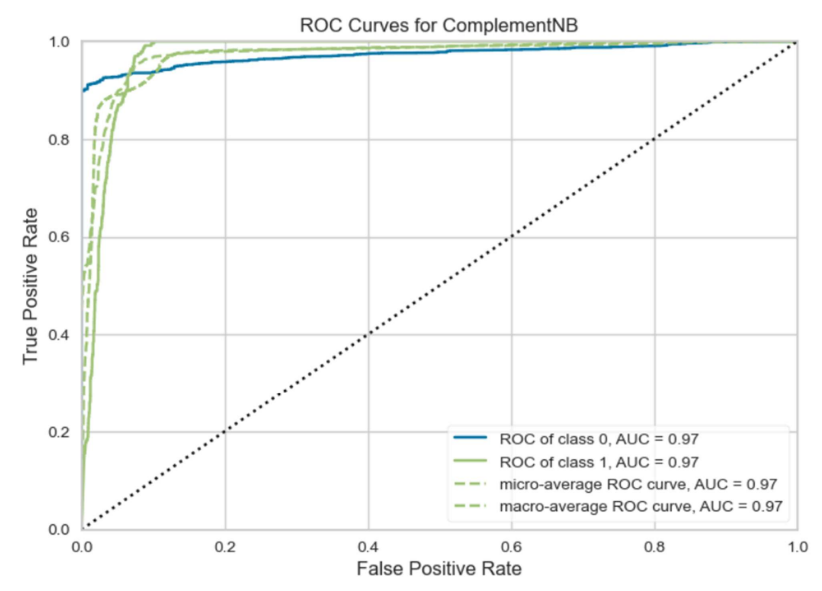 ROC Curves for ComplementNB
1.0
0.8
0.6
0.4
0.2
0.0
True Positive Rate
ROC of class 0, AUC = 0.97
ROC of class 1, AUC = 0.97
micro-average ROC curve, AUC = 0.97
macro-average ROC curve, AUC = 0.97
0.0 0.2 0.4 0.6 0.8 1.0
False Positive Rate